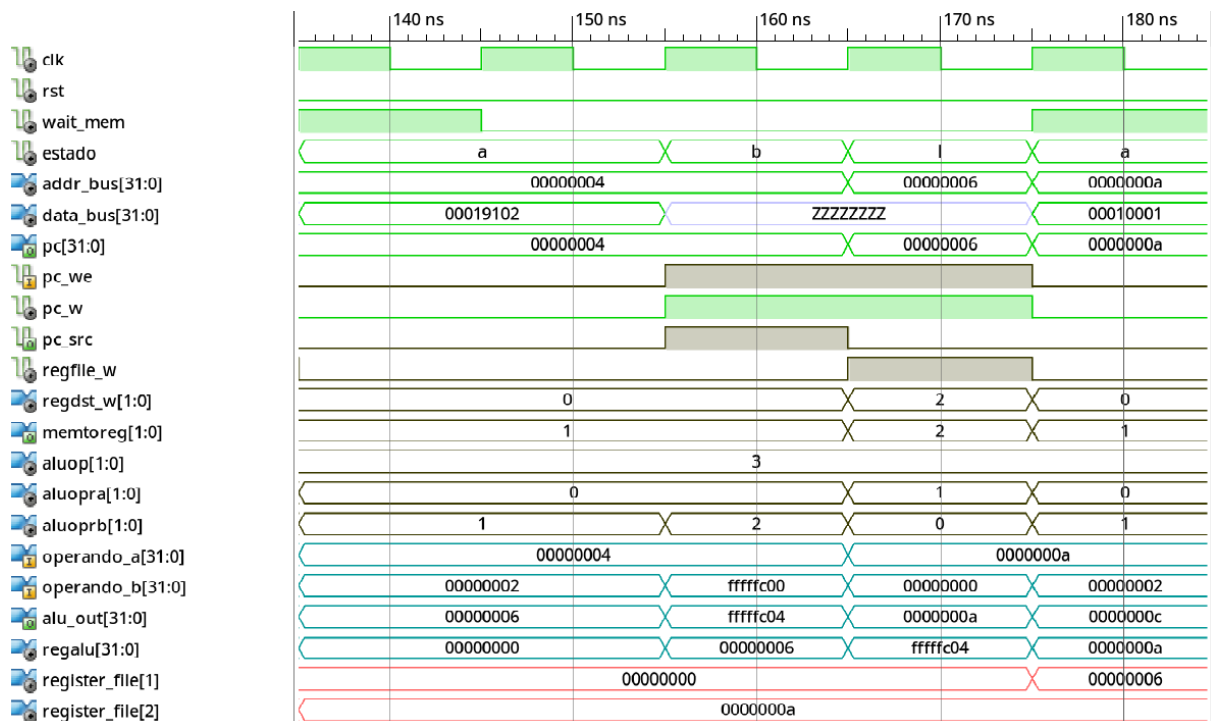 140 ns 150 ns 160 ns 170 ns 180 ns
clk
rst
wait_mem
estado a b l a
addr_bus[31:0] 00000004 00000006 0000000a
data_bus[31:0] 00019102 ZZZZZZZZ 00010001
pc[31:0] 00000004 00000006 0000000a
pc_we
pc_w
pc_src
regfile_w
regdst_w[1:0] 0 2 0
memtoreg[1:0] 1 2 1
aluop[1:0] 3
aluopra[1:0] 0 1 0
aluoprb[1:0] 1 2 0 1
operando_a[31:0] 00000004 0000000a
operando_b[31:0] 00000002 fffffc00 00000000 00000002
alu_out[31:0] 00000006 fffffc04 0000000a 0000000c
regalu[31:0] 00000000 00000006 fffffc04 0000000a
register_file[1] 00000000 00000006
register_file[2] 0000000a